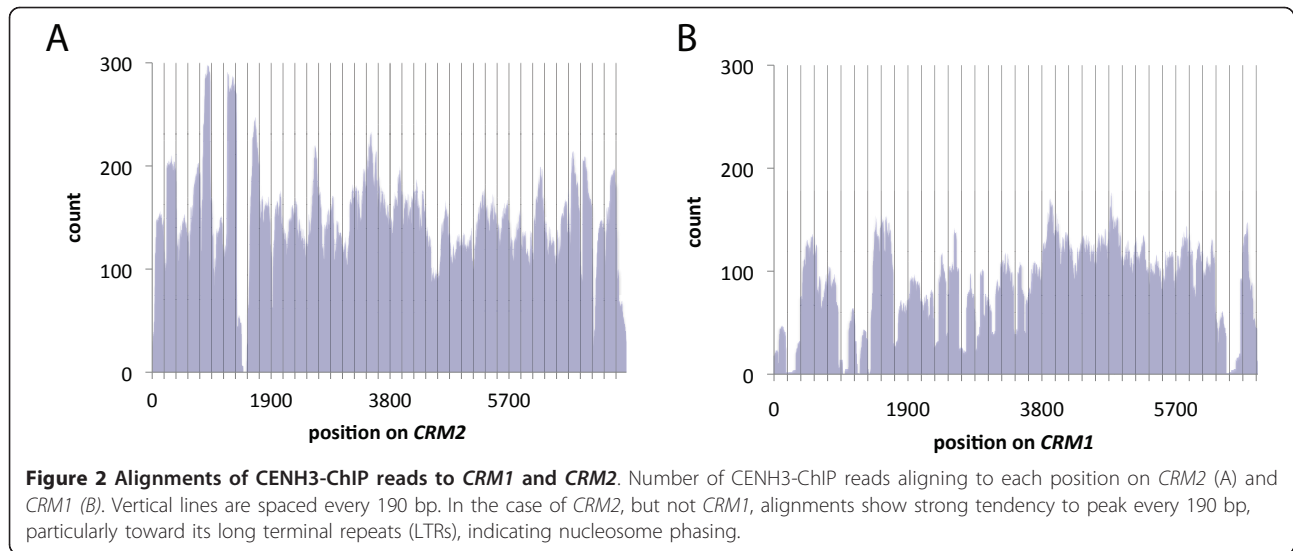 A
B
300
200
100
0
count
0 1900 3800 5700
position on CRM2
300
200
100
0
count
0 1900 3800 5700
position on CRM1
Figure 2 Alignments of CENH3-ChIP reads to CRM1 and CRM2. Number of CENH3-ChIP reads aligning to each position on CRM2 (A) and
CRM1 (B). Vertical lines are spaced every 190 bp. In the case of CRM2, but not CRM1, alignments show strong tendency to peak every 190 bp,
particularly toward its long terminal repeats (LTRs), indicating nucleosome phasing.